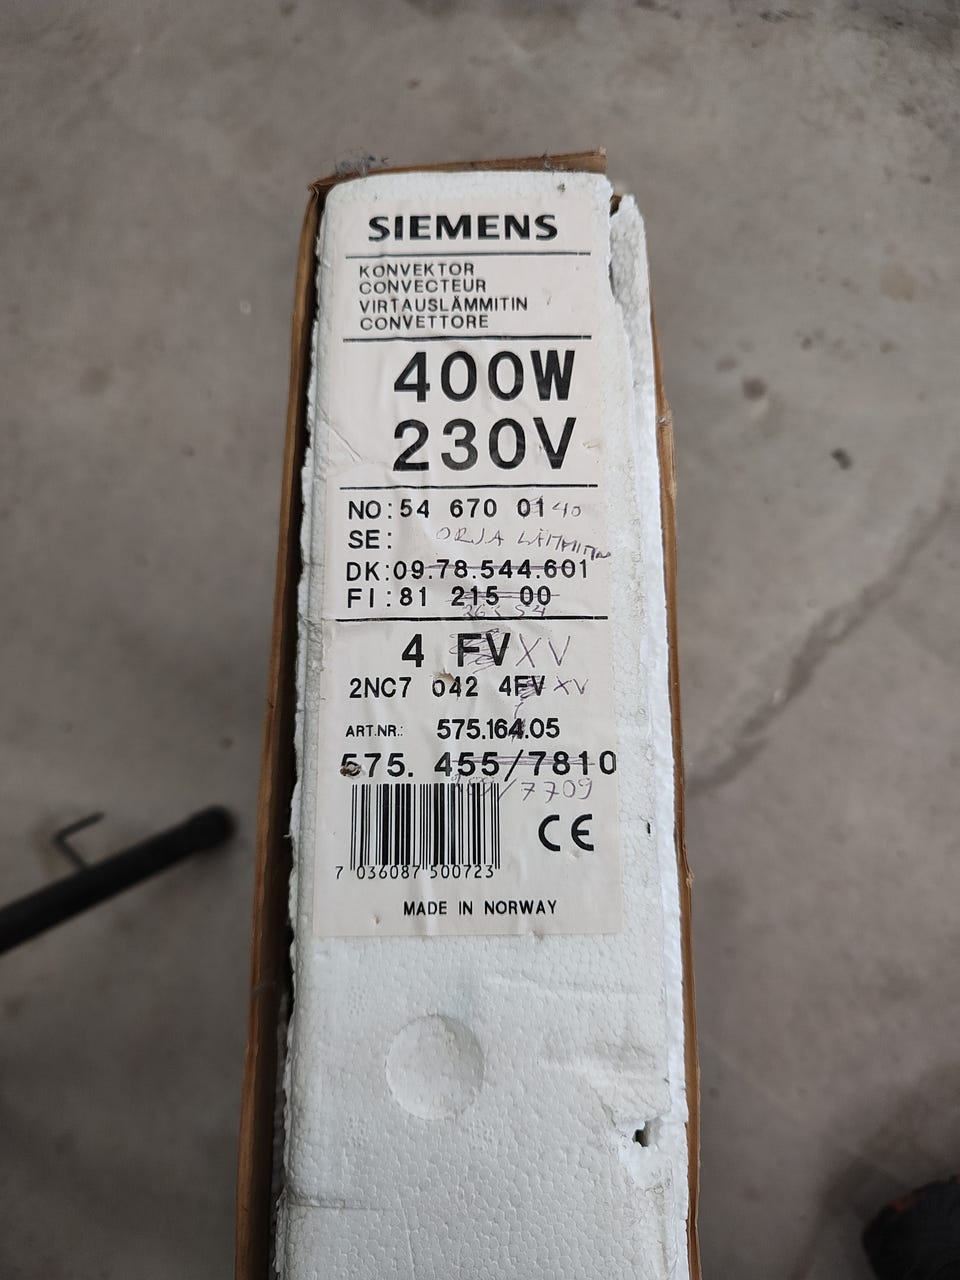 SIEMENS
KONVEKTOR
CONVECTEUR
VIRTAUSLÄMMITIN
CONVETTORE
400W
230V
NO:54 670 01 40
SE: ORJA LÄMMITIN
DK:09.78.544.601
FI:81 215 00
4 FV XV
2NC7 042 4FV XV
ART.NR.: 575.164.05
575. 455/7810
/7709
CE
7 036087 500723
MADE IN NORWAY